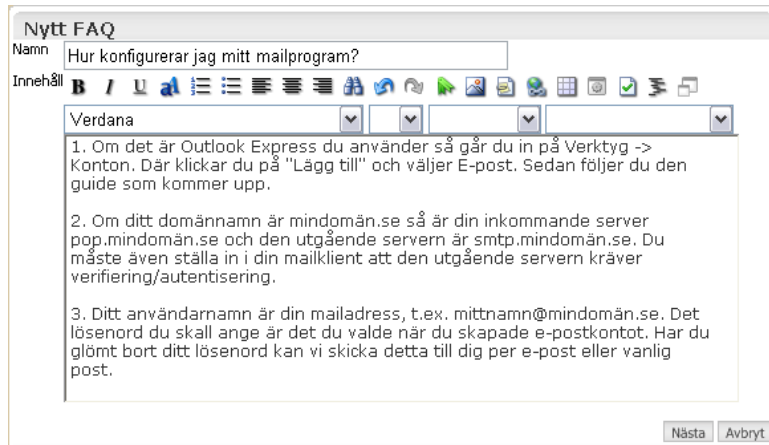 Nytt FAQ
Namn
Hur konfigurerar jag mitt mailprogram?
Innehåll
B I U
Verdana
1. Om det är Outlook Express du använder så går du in på Verktyg ->
Konton. Där klickar du på "Lägg till" och väljer E-post. Sedan följer du den
guide som kommer upp.
2. Om ditt domännamn är mindomän.se så är din inkommande server
pop.mindomän.se och den utgående servern är smtp.mindomän.se. Du
måste även ställa in i din mailklient att den utgående servern kräver
verifiering/autentisering.
3. Ditt användarnamn är din mailadress, t.ex. mittnamn@mindomän.se. Det
lösenord du skall ange är det du valde när du skapade e-postkontot. Har du
glömt bort ditt lösenord kan vi skicka detta till dig per e-post eller vanlig
post.
Nästa Avbryt